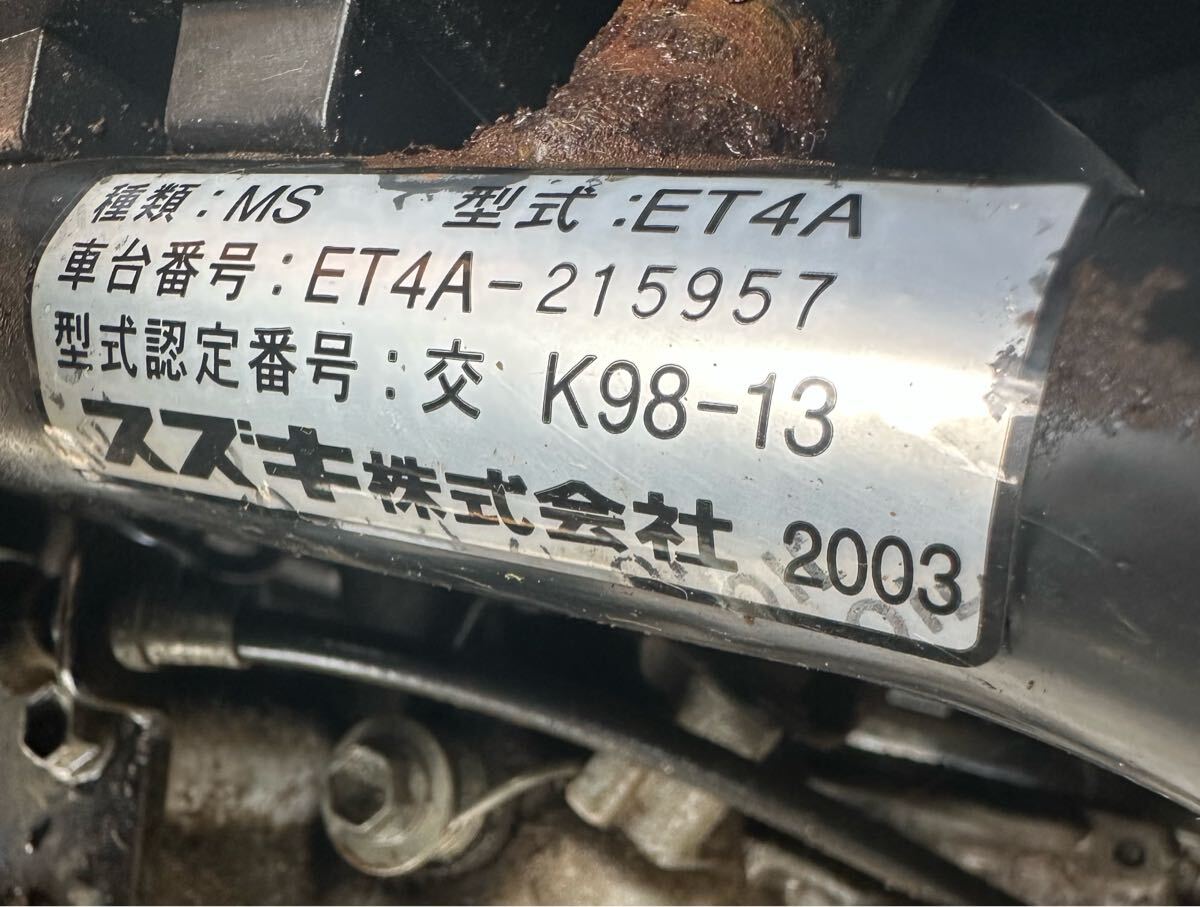 種類:MS 型式:ET4A
車台番号:ET4A-215957
型式認定番号:交 K98-13
スズキ株式会社 2003